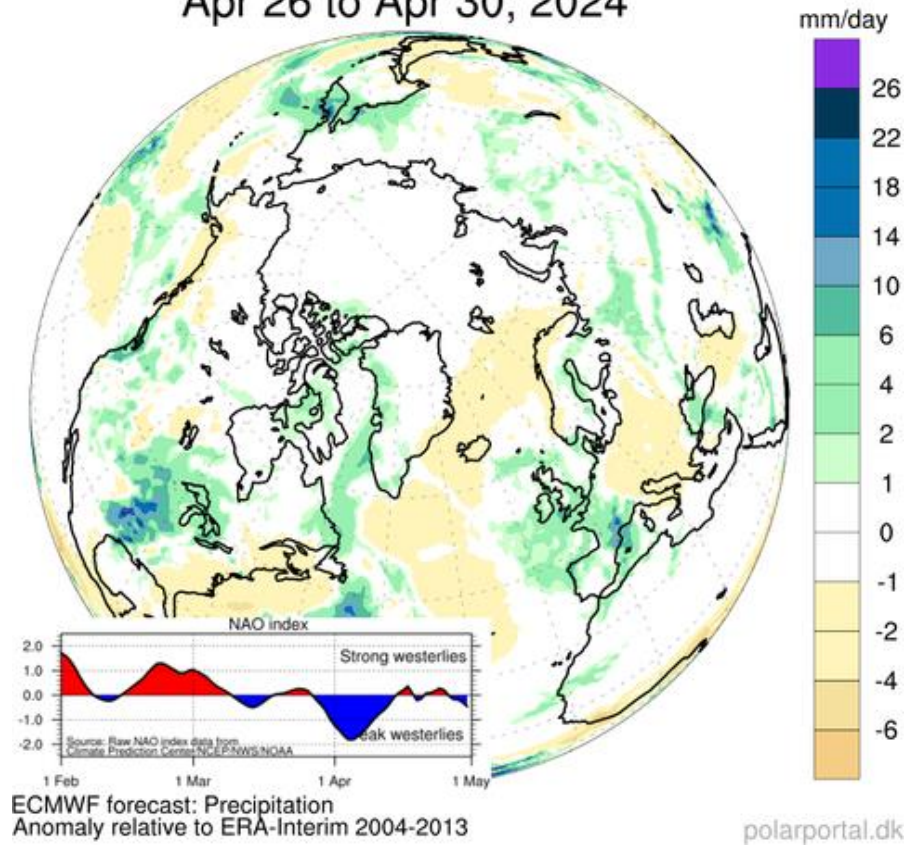 Apr 26 to Apr 30, 2024
mm/day
26
22
18
14
10
6
4
2
1
0
-1
-2
-4
-6
NAO index
2.0
1.0
0.0
-1.0
-2.0
Strong westerlies
eak westerlies
Source: Raw NAO index data from
Climate Prediction Center/NCEP/NWS/NOAA
1 Feb
1 Mar
1 Apr
1 May
ECMWF forecast: Precipitation
Anomaly relative to ERA-Interim 2004-2013
polarportal.dk